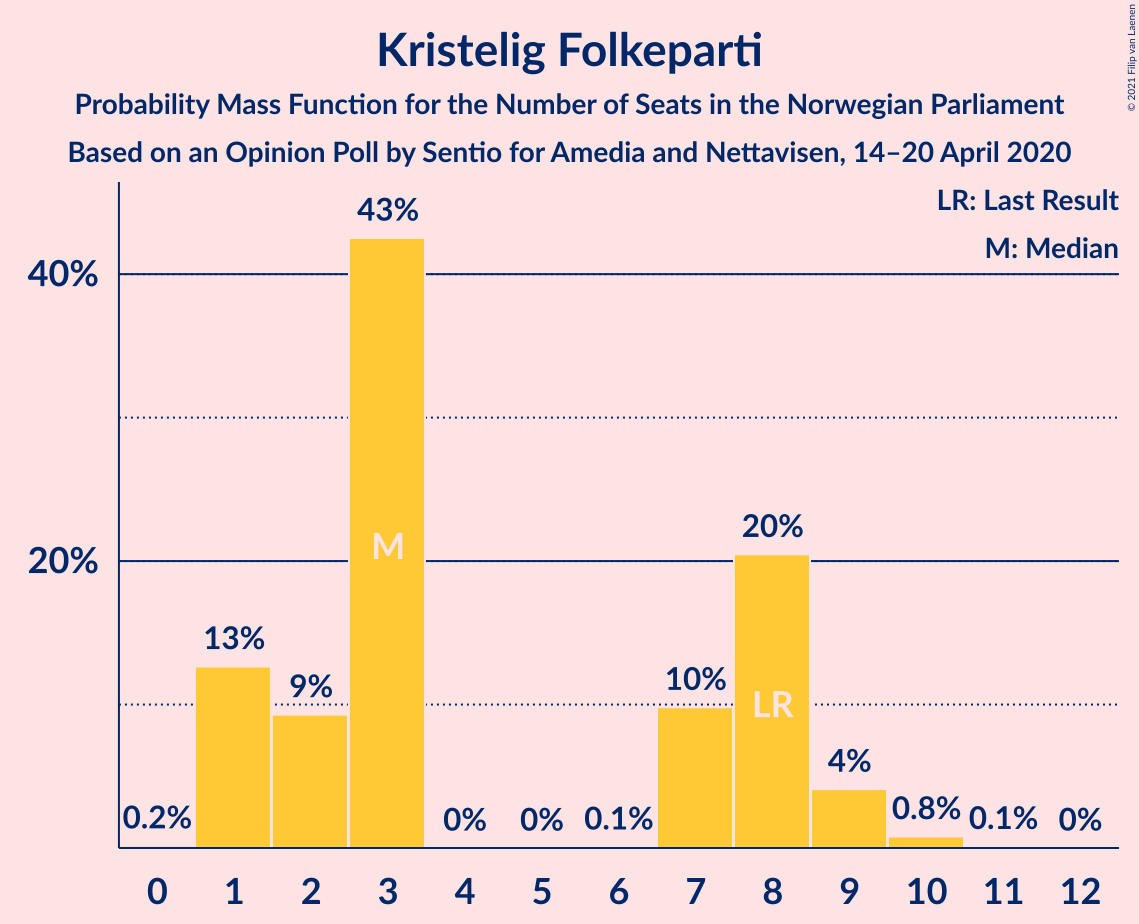 Kristelig Folkeparti
Probability Mass Function for the Number of Seats in the Norwegian Parliament
Based on an Opinion Poll by Sentio for Amedia and Nettavisen, 14–20 April 2020
© 2021 Filip van Laenen
LR: Last Result
M: Median
43%
40%
M
20%
20%
13%
10%
9%
LR
4%
0.2%
0%
0%
0.1%
0.8%
0.1%
0%
0 1 2 3 4 5 6 7 8 9 10 11 12